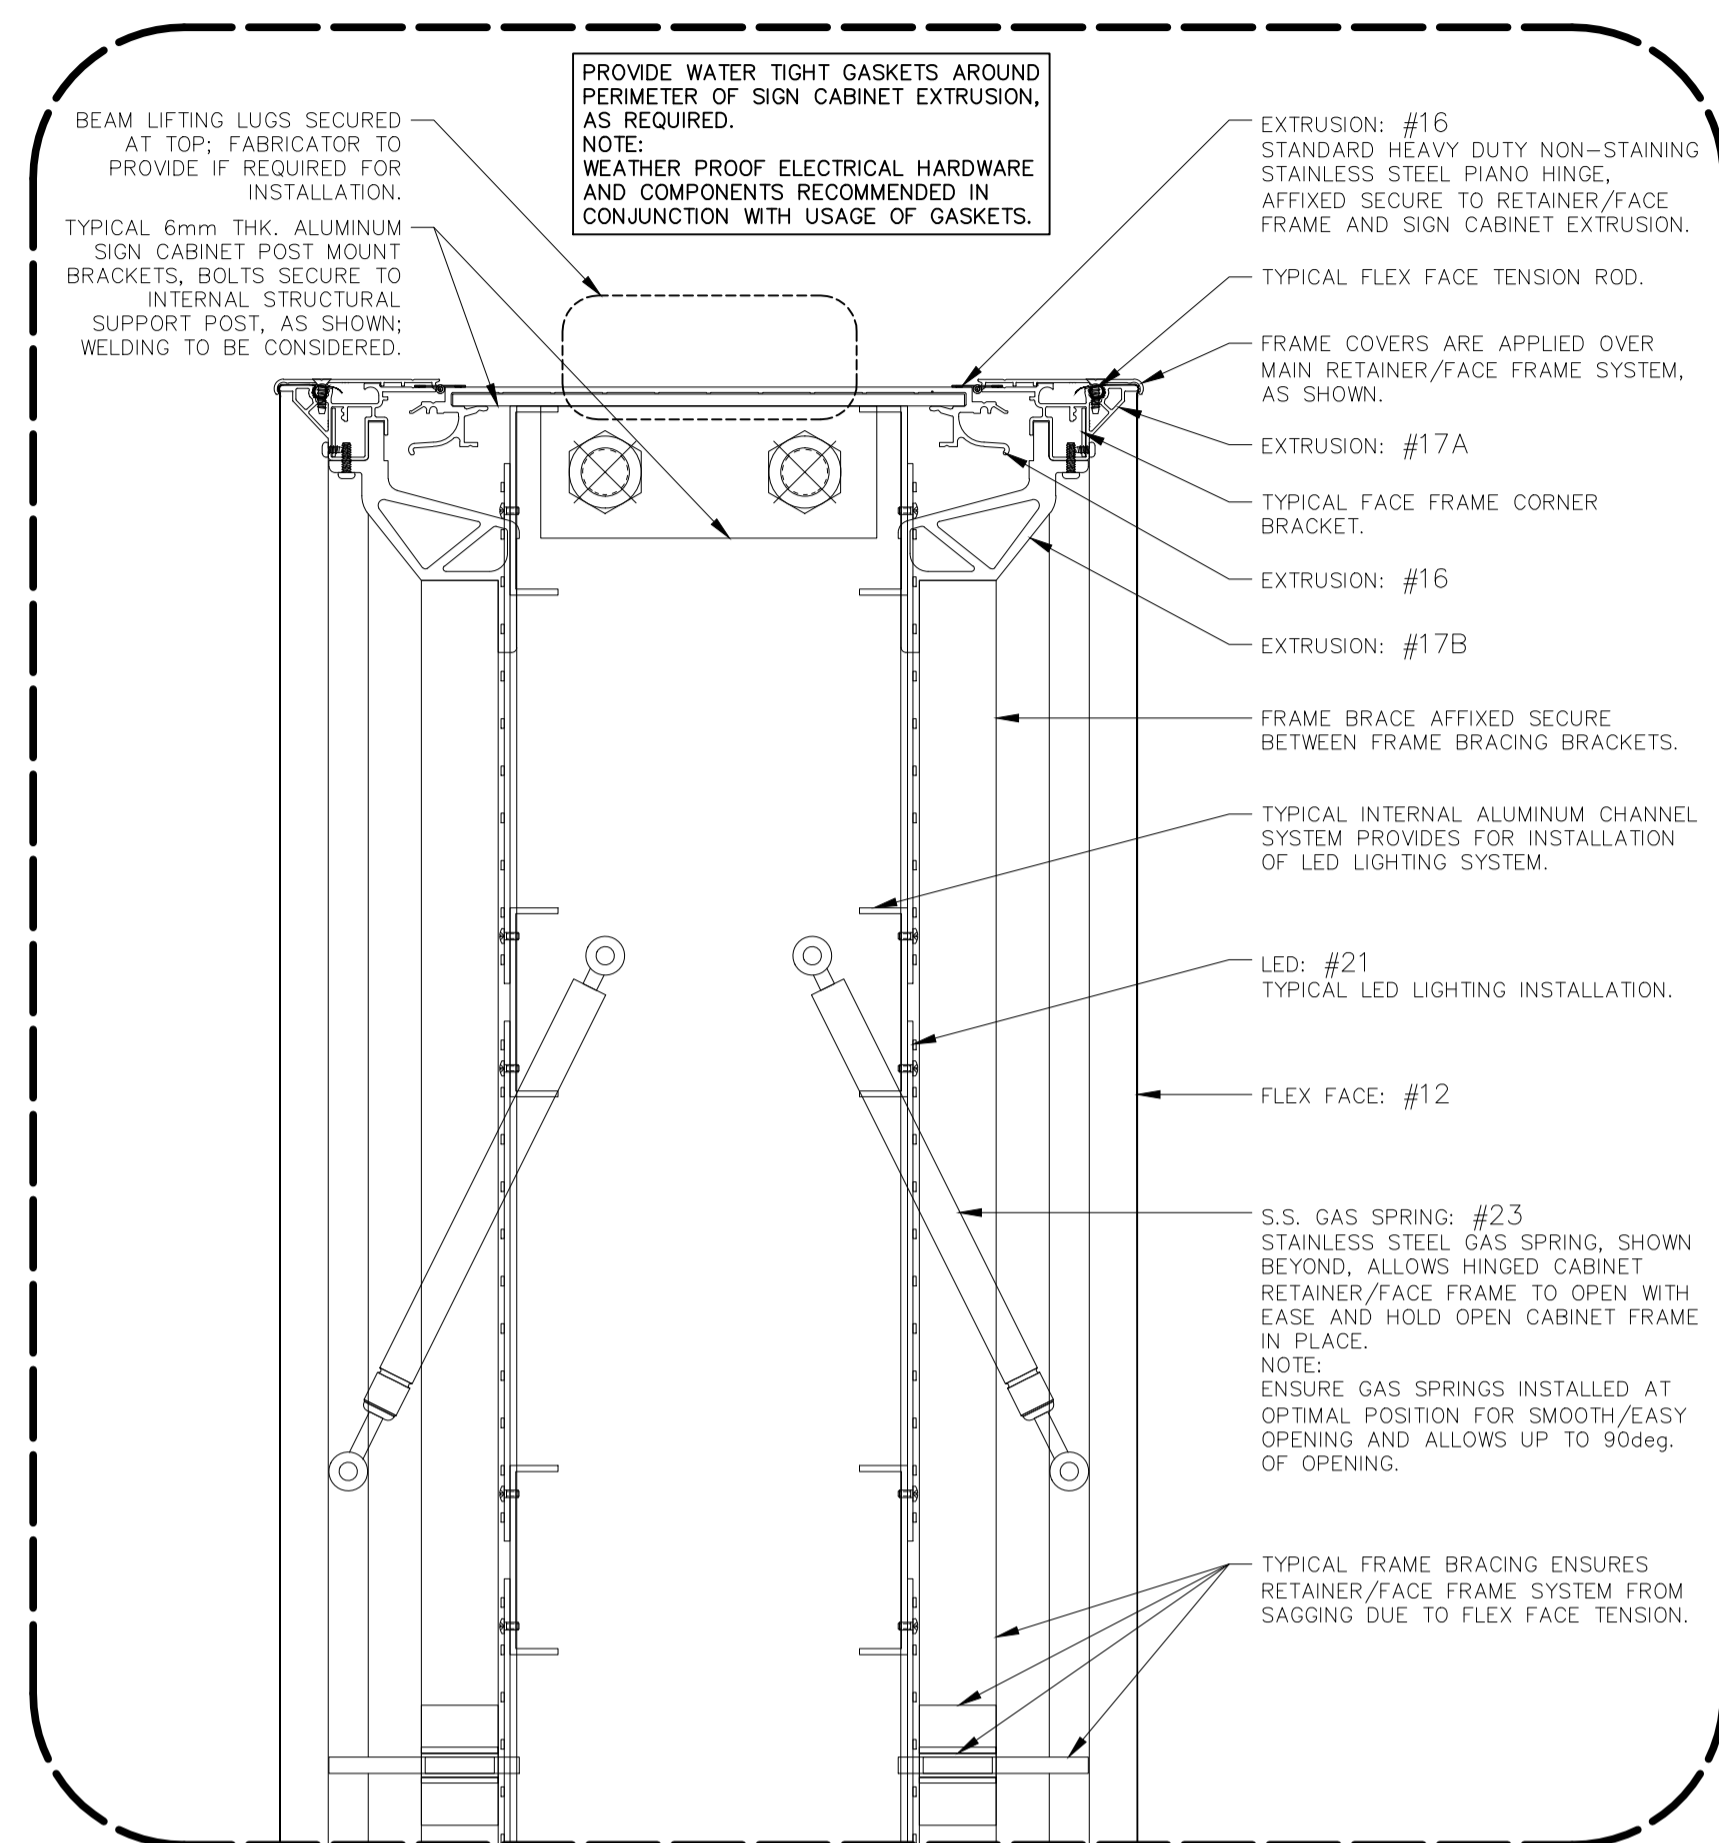 PROVIDE WATER TIGHT GASKETS AROUND
PERIMETER OF SIGN CABINET EXTRUSION,
AS REQUIRED.
NOTE:
WEATHER PROOF ELECTRICAL HARDWARE
AND COMPONENTS RECOMMENDED IN
CONJUNCTION WITH USAGE OF GASKETS.
BEAM LIFTING LUGS SECURED
AT TOP; FABRICATOR TO
PROVIDE IF REQUIRED FOR
INSTALLATION.
TYPICAL 6mm THK. ALUMINUM
SIGN CABINET POST MOUNT
BRACKETS, BOLTS SECURE TO
INTERNAL STRUCTURAL
SUPPORT POST, AS SHOWN;
WELDING TO BE CONSIDERED.
EXTRUSION: #16
STANDARD HEAVY DUTY NON-STAINING
STAINLESS STEEL PIANO HINGE,
AFFIXED SECURE TO RETAINER/FACE
FRAME AND SIGN CABINET EXTRUSION.
TYPICAL FLEX FACE TENSION ROD.
FRAME COVERS ARE APPLIED OVER
MAIN RETAINER/FACE FRAME SYSTEM,
AS SHOWN.
EXTRUSION: #17A
TYPICAL FACE FRAME CORNER
BRACKET.
EXTRUSION: #16
EXTRUSION: #17B
FRAME BRACE AFFIXED SECURE
BETWEEN FRAME BRACING BRACKETS.
TYPICAL INTERNAL ALUMINUM CHANNEL
SYSTEM PROVIDES FOR INSTALLATION
OF LED LIGHTING SYSTEM.
LED: #21
TYPICAL LED LIGHTING INSTALLATION.
FLEX FACE: #12
S.S. GAS SPRING: #23
STAINLESS STEEL GAS SPRING, SHOWN
BEYOND, ALLOWS HINGED CABINET
RETAINER/FACE FRAME TO OPEN WITH
EASE AND HOLD OPEN CABINET FRAME
IN PLACE.
NOTE:
ENSURE GAS SPRINGS INSTALLED AT
OPTIMAL POSITION FOR SMOOTH/EASY
OPENING AND ALLOWS UP TO 90deg.
OF OPENING.
TYPICAL FRAME BRACING ENSURES
RETAINER/FACE FRAME SYSTEM FROM
SAGGING DUE TO FLEX FACE TENSION.